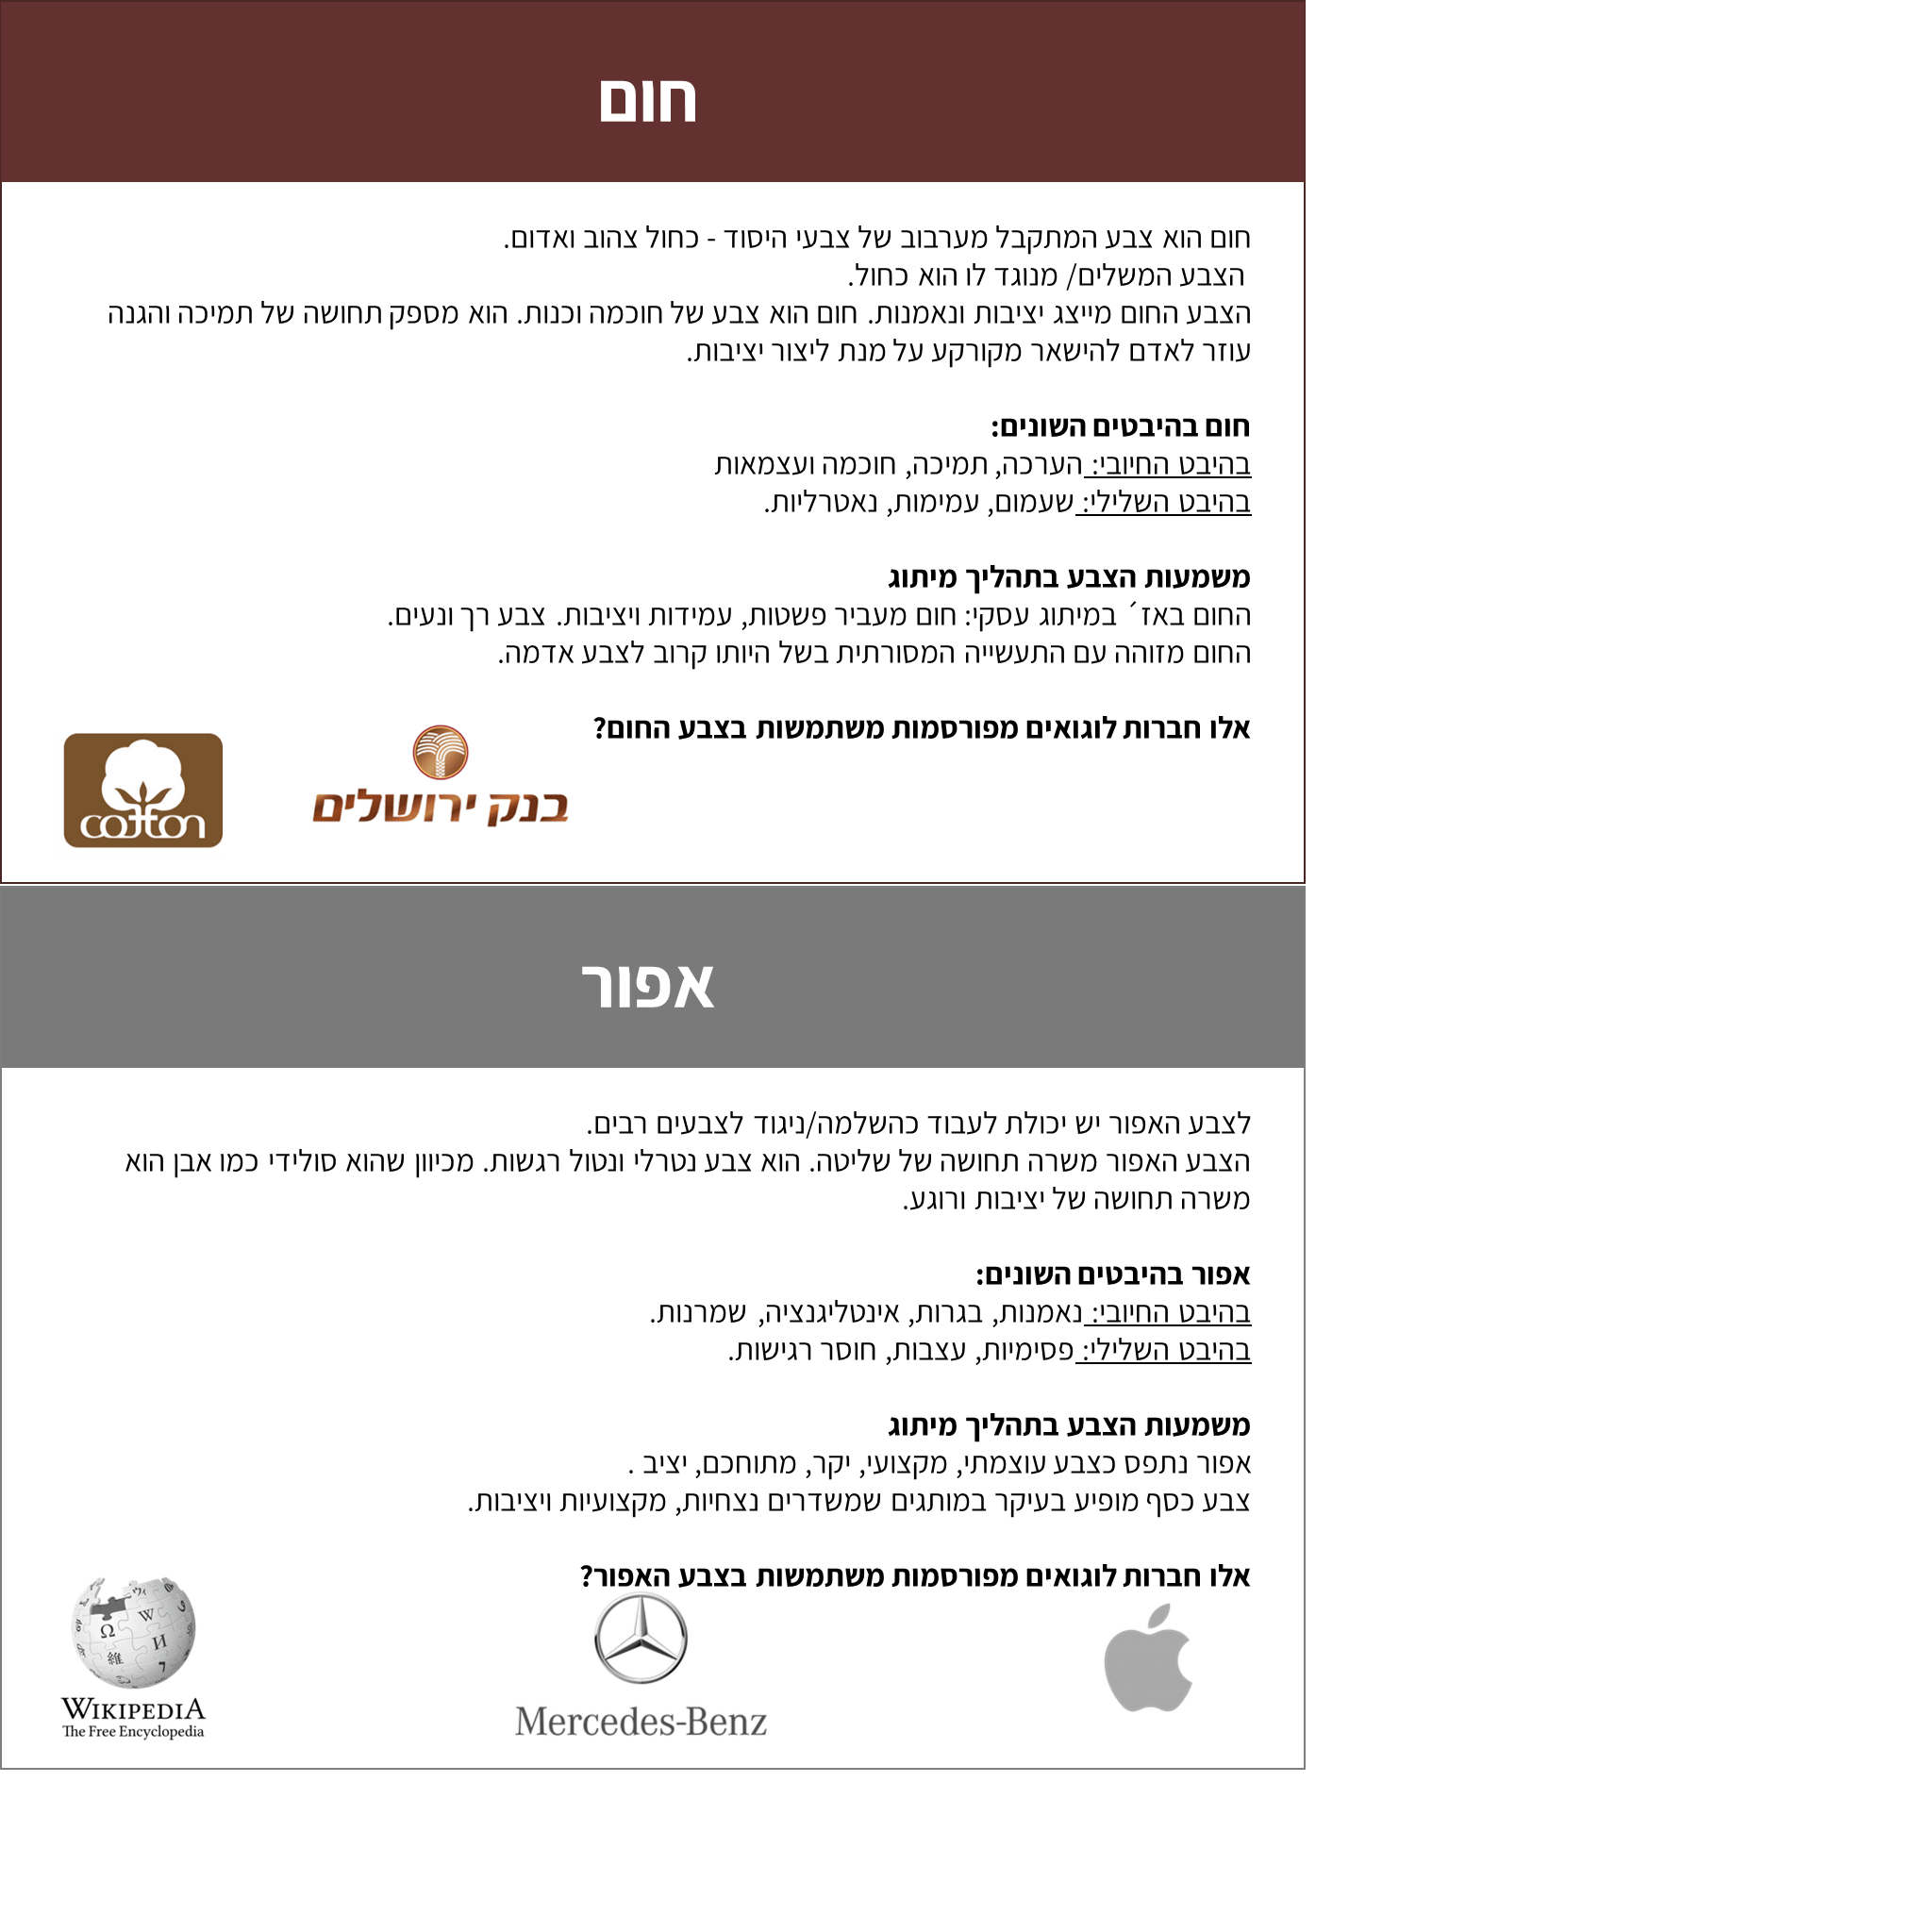 חום
חום הוא צבע המתקבל מערבוב של צבעי היסוד - כחול צהוב ואדום.
הצבע המשלים/ מנוגד לו הוא כחול.
הצבע החום מייצג יציבות ונאמנות. חום הוא צבע של חוכמה וכנות. הוא מספק תחושה של תמיכה והגנה
עוזר לאדם להישאר מקורקע על מנת ליצור יציבות.
חום בהיבטים השונים:
בהיבט החיובי: הערכה, תמיכה, חוכמה ועצמאות
בהיבט השלילי: שעמום, עמימות, נאטרליות.
משמעות הצבע בתהליך מיתוג
החום באז´ במיתוג עסקי: חום מעביר פשטות, עמידות ויציבות. צבע רך ונעים.
החום מזוהה עם התעשייה המסורתית בשל היותו קרוב לצבע אדמה.
אלו חברות לוגואים מפורסמות משתמשות בצבע החום?
בנק ירושלים
cotton
אפור
לצבע האפור יש יכולת לעבוד כהשלמה/ניגוד לצבעים רבים.
הצבע האפור משרה תחושה של שליטה. הוא צבע נטרלי ונטול רגשות. מכיוון שהוא סולידי כמו אבן הוא
משרה תחושה של יציבות ורוגע.
אפור בהיבטים השונים:
בהיבט החיובי: נאמנות, בגרות, אינטליגנציה, שמרנות.
בהיבט השלילי: פסימיות, עצבות, חוסר רגישות.
משמעות הצבע בתהליך מיתוג
אפור נתפס כצבע עוצמתי, מקצועי, יקר, מתוחכם, יציב .
צבע כסף מופיע בעיקר במותגים שמשדרים נצחיות, מקצועיות ויציבות.
אלו חברות לוגואים מפורסמות משתמשות בצבע האפור?
Mercedes-Benz
Ω W И 維
WIKIPEDIA
The Free Encyclopedia